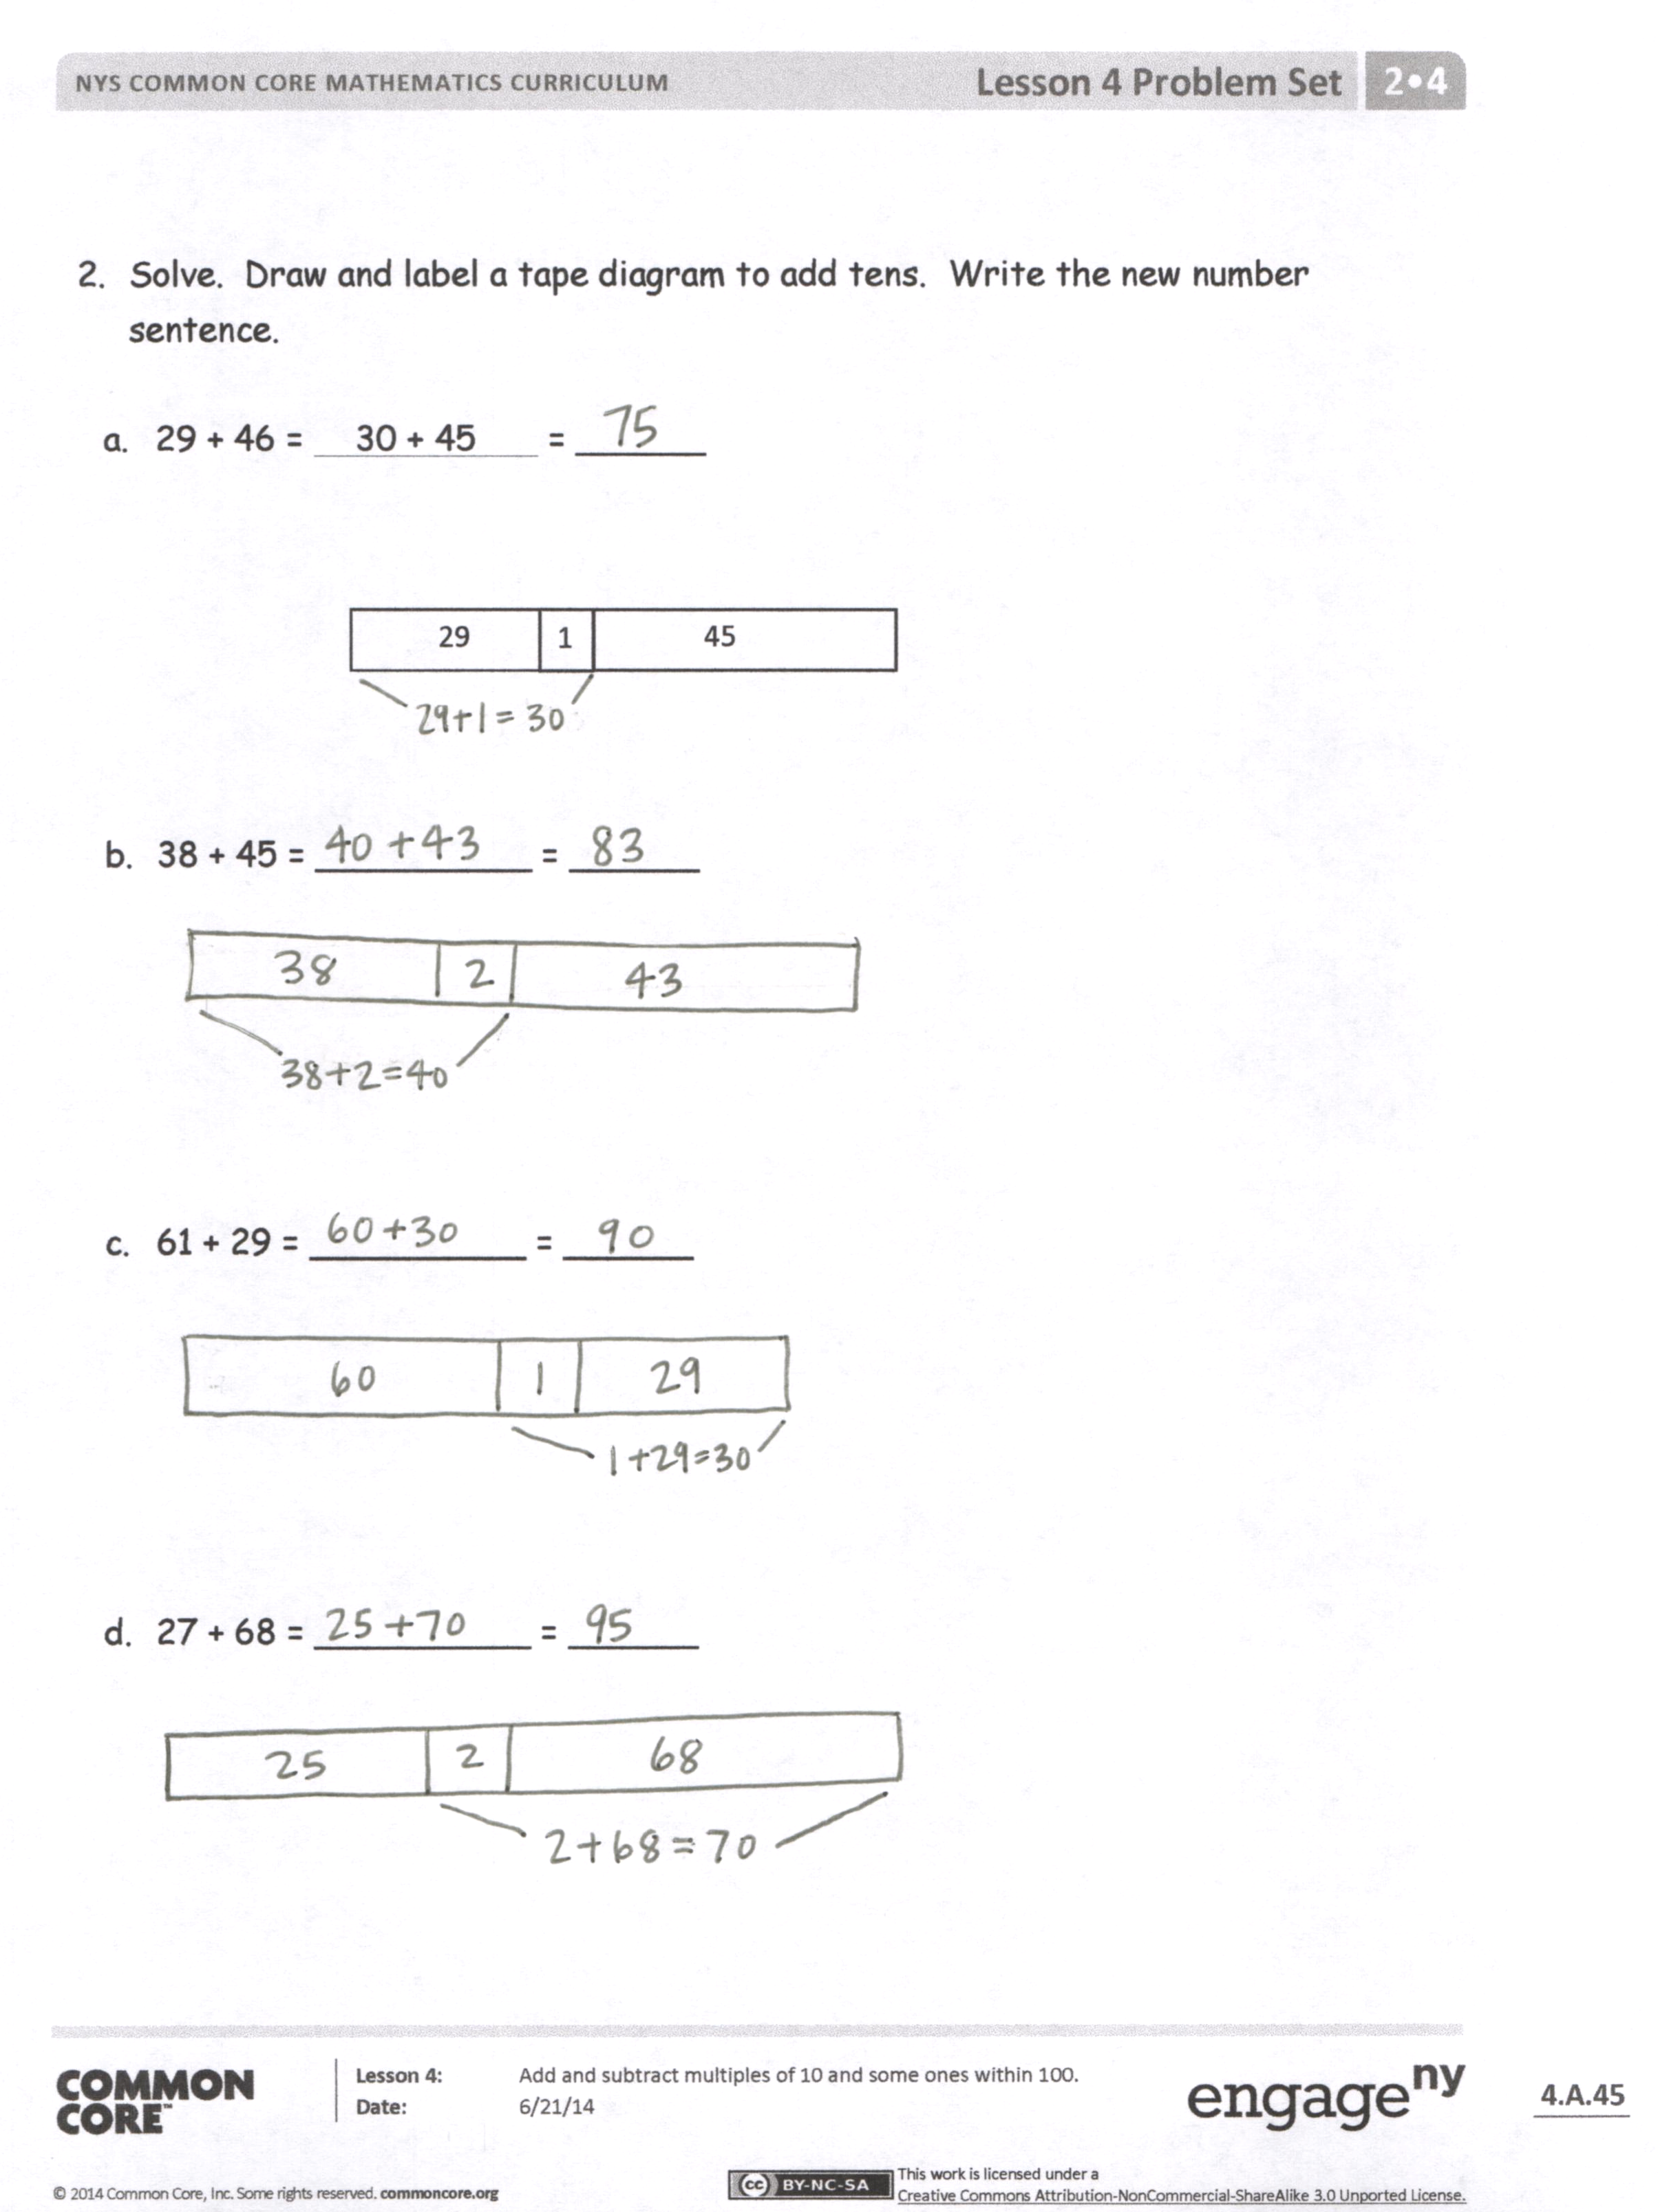 NYS COMMON CORE MATHEMATICS CURRICULUM Lesson 4 Problem Set 2•4
2. Solve. Draw and label a tape diagram to add tens. Write the new number
sentence.
a. 29 + 46 = 30 + 45 = 75
29 1 45
29+1=30
b. 38 + 45 = 40+43 = 83
38 2 43
38+2=40
c. 61 + 29 = 60+30 = 90
60 1 29
1+29=30
d. 27 + 68 = 25+70 = 95
25 2 68
2+68=70
COMMON
CORE™
Lesson 4: Add and subtract multiples of 10 and some ones within 100.
Date: 6/21/14
engage ny
4.A.45
© 2014 Common Core, Inc. Some rights reserved. commoncore.org
cc BY-NC-SA
This work is licensed under a
Creative Commons Attribution-NonCommercial-ShareAlike 3.0 Unported License.